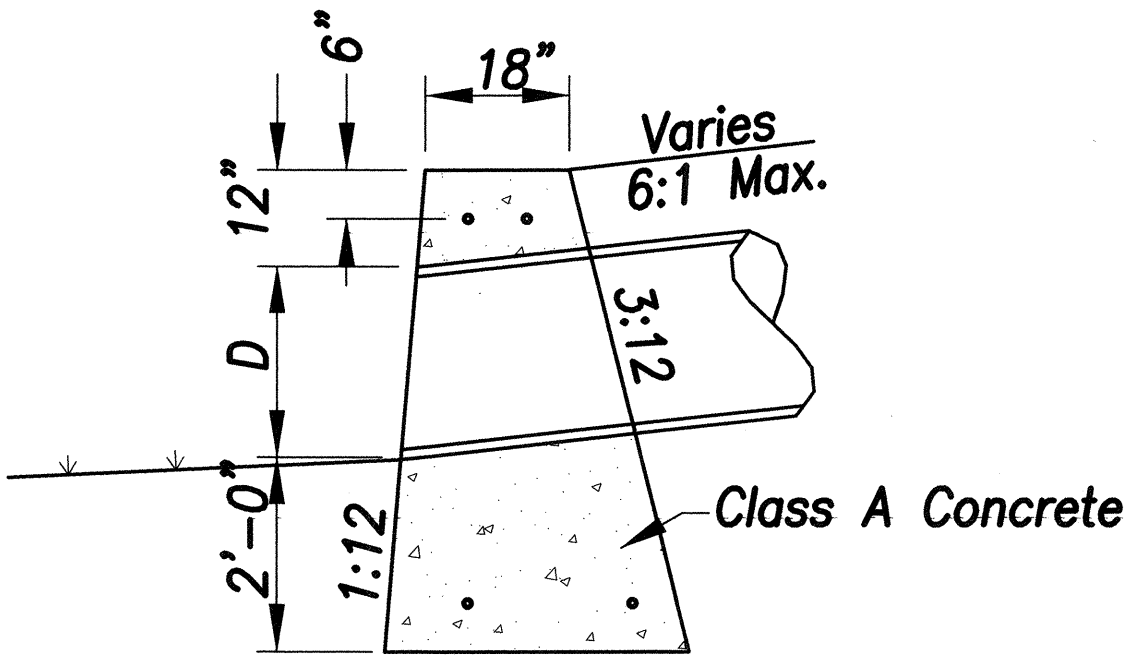 6"
18"
Varies
6:1 Max.
12"
D
3:12
2'-0"
1:12
Class A Concrete